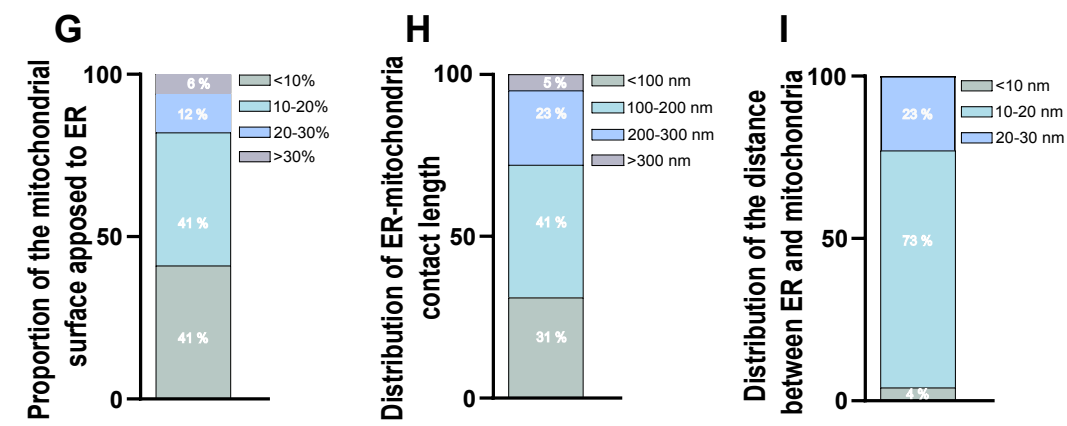 G
Proportion of the mitochondrial
surface apposed to ER
100
50
0
6 %
12 %
41 %
41 %
<10%
10-20%
20-30%
>30%
H
Distribution of ER-mitochondria
contact length
100
50
0
5 %
23 %
41 %
31 %
<100 nm
100-200 nm
200-300 nm
>300 nm
I
Distribution of the distance
between ER and mitochondria
100
50
0
23 %
73 %
4 %
<10 nm
10-20 nm
20-30 nm